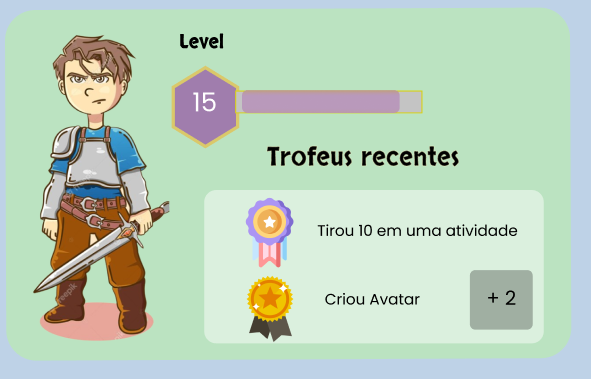 Level
15
Trofeus recentes
Tirou 10 em uma atividade
Criou Avatar
+ 2